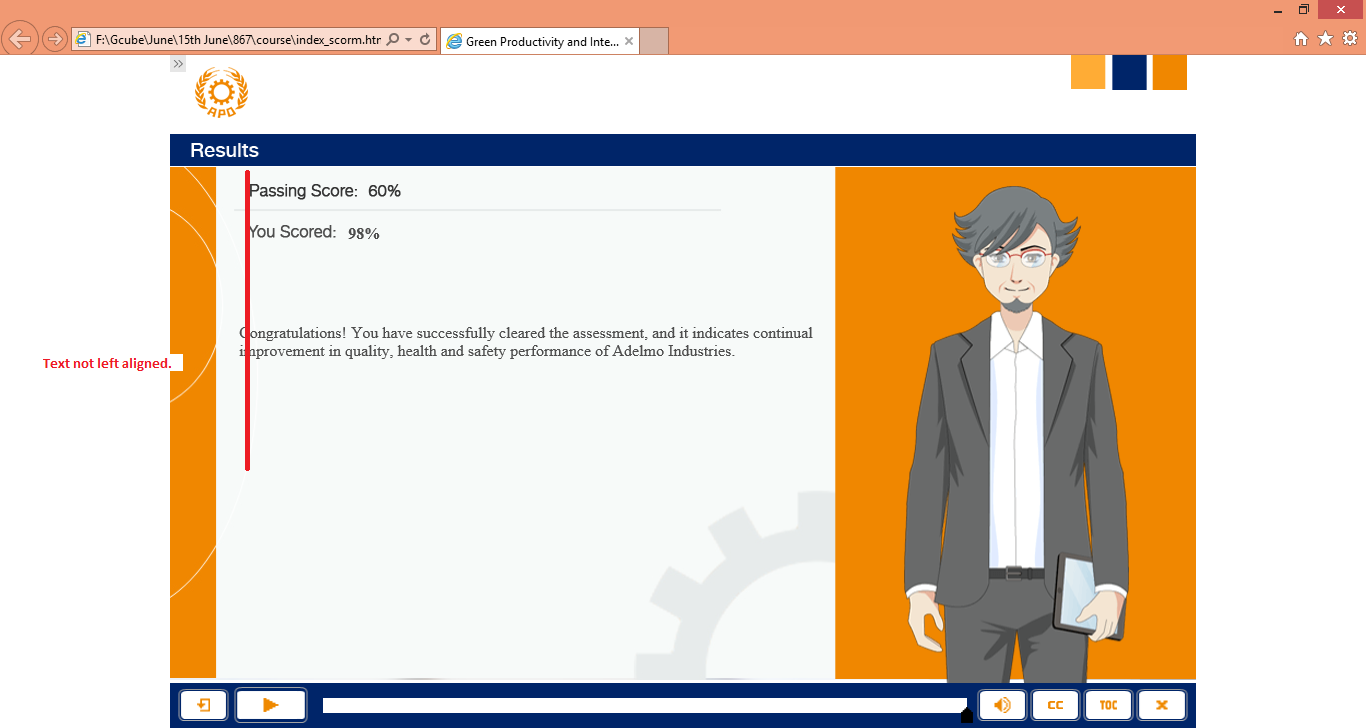 F:\Gcube\June\15th June\867\course\index_scorm.htr
Green Productivity and Inte...
APO
Results
Passing Score: 60%
You Scored: 98%
Congratulations! You have successfully cleared the assessment, and it indicates continual
improvement in quality, health and safety performance of Adelmo Industries.
Text not left aligned.
CC
TOC